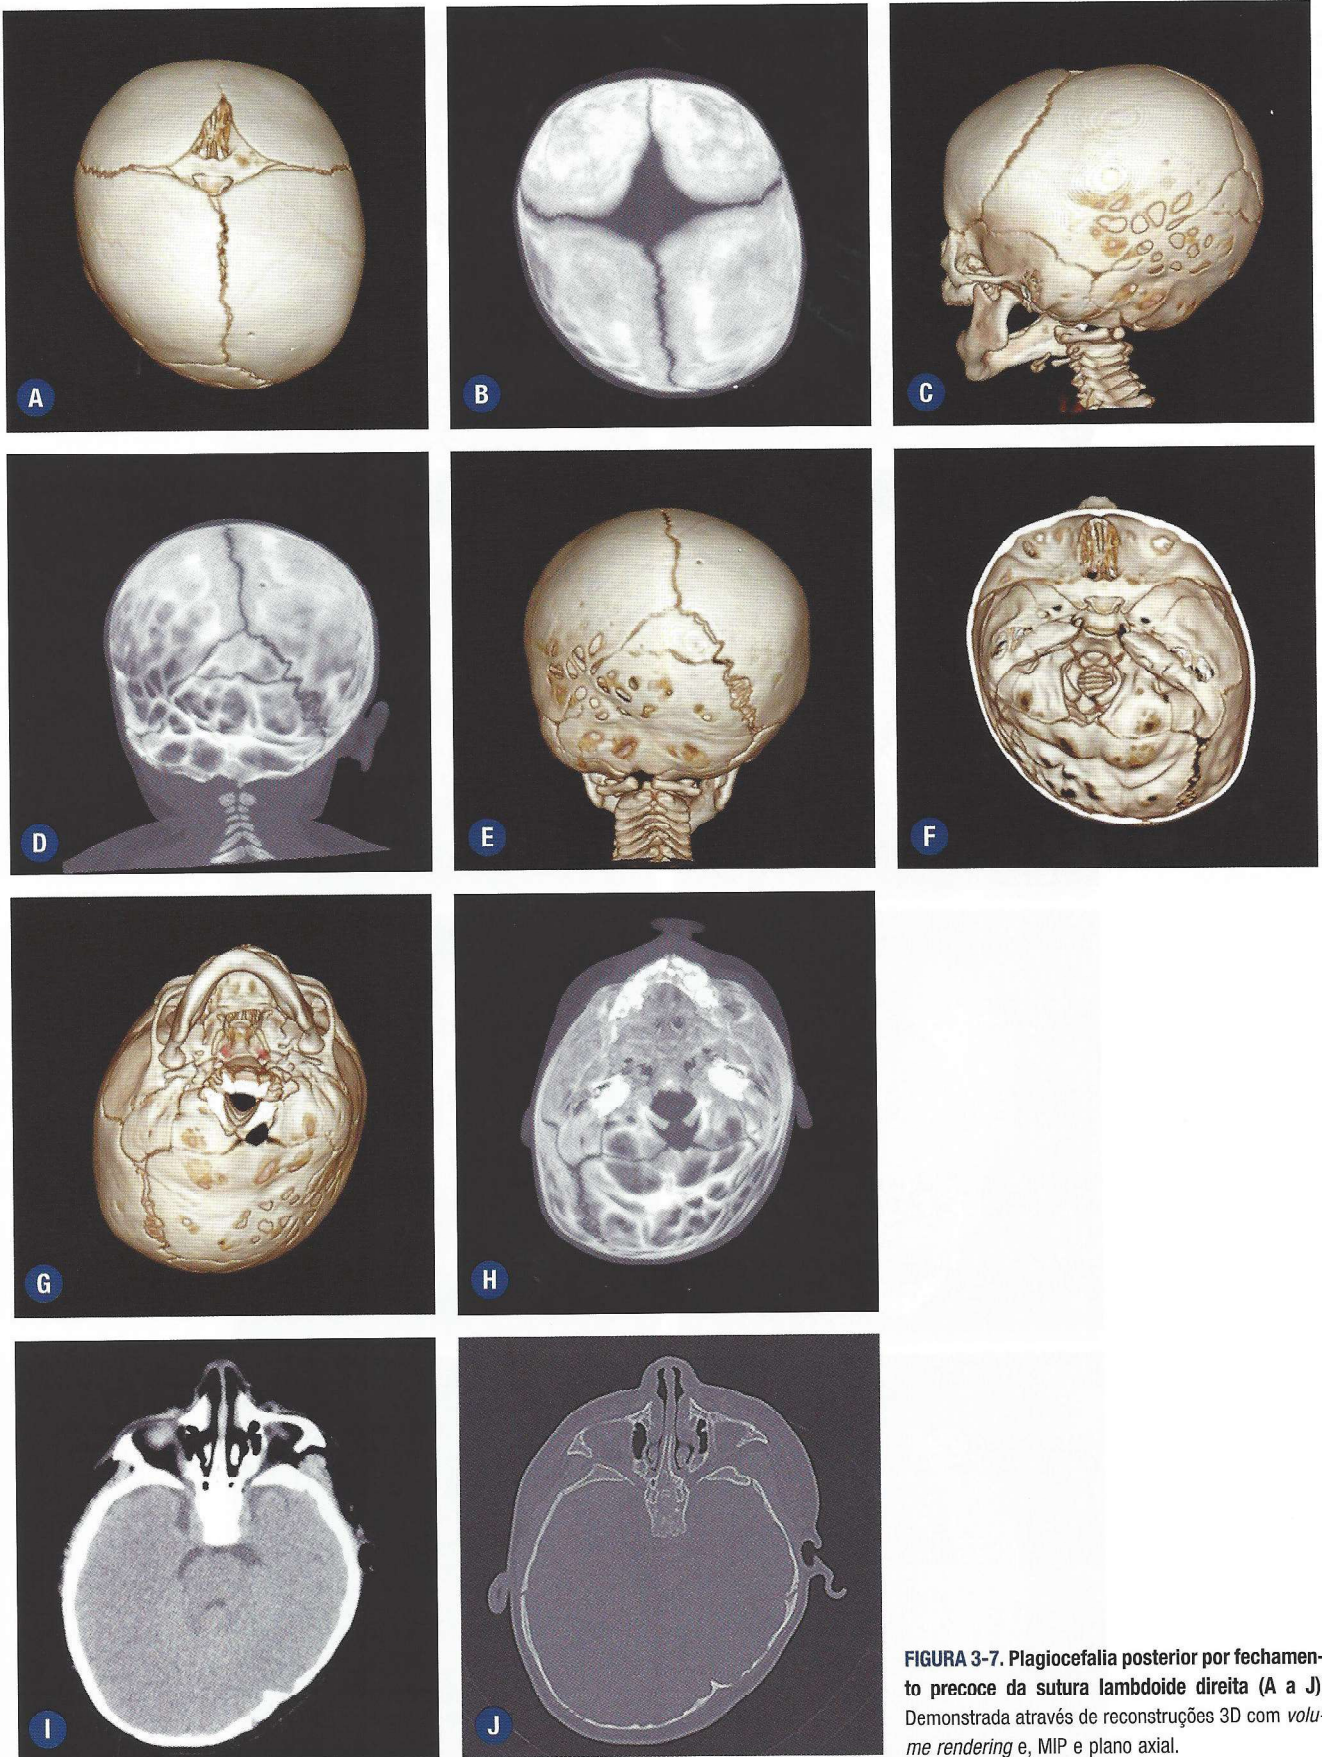 A
B
C
D
E
F
G
H
I
J
FIGURA 3-7. Plagiocefalia posterior por fechamen-
to precoce da sutura lambdoide direita (A a J)
Demonstrada através de reconstruções 3D com volu-
me rendering e, MIP e plano axial.